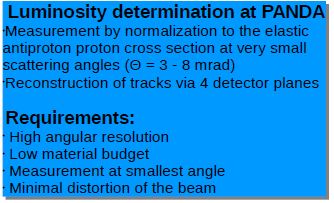 Luminosity determination at PANDA
·Measurement by normalization to the elastic
antiproton proton cross section at very small
scattering angles (Θ = 3 - 8 mrad)
·Reconstruction of tracks via 4 detector planes
Requirements:
· High angular resolution
· Low material budget
· Measurement at smallest angle
· Minimal distortion of the beam